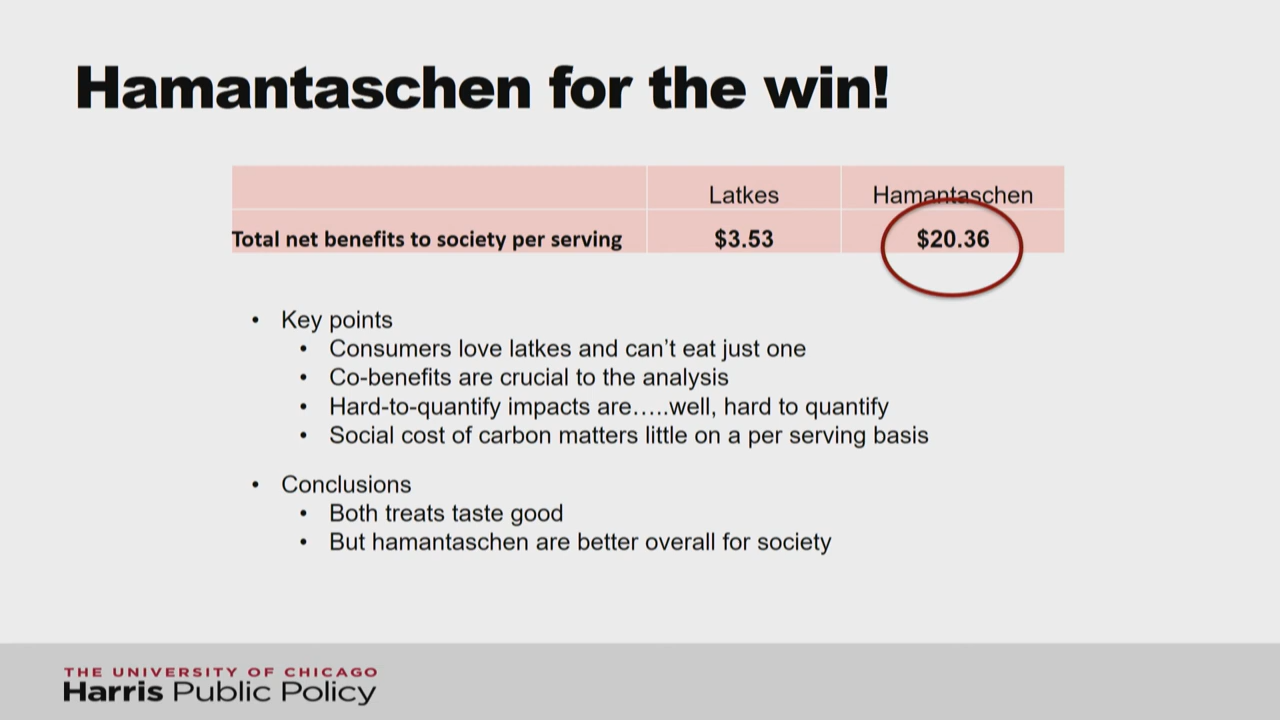 Hamantaschen for the win!
Latkes Hamantaschen
Total net benefits to society per serving $3.53 $20.36
• Key points
• Consumers love latkes and can’t eat just one
• Co-benefits are crucial to the analysis
• Hard-to-quantify impacts are…..well, hard to quantify
• Social cost of carbon matters little on a per serving basis
• Conclusions
• Both treats taste good
• But hamantaschen are better overall for society
THE UNIVERSITY OF CHICAGO
Harris Public Policy